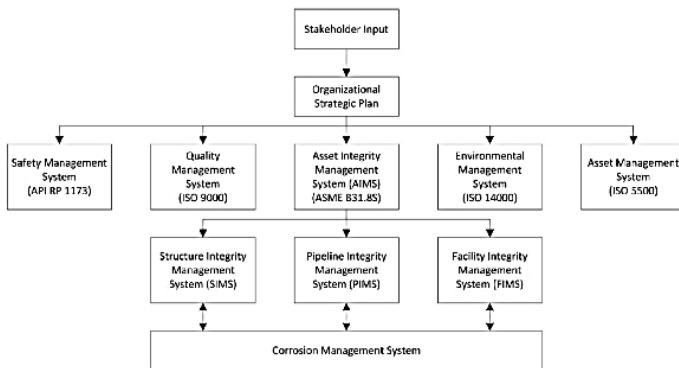 Stakeholder Input
Organizational
Strategic Plan
Safety Management
System
(API RP 1173)
Quality
Management
System
(ISO 9000)
Asset Integrity
Management
System (AIMS)
(ASME B31.8S)
Environmental
Management
System
(ISO 14000)
Asset Management
System
(ISO 5500)
Structure Integrity
Management
System (SIMS)
Pipeline Integrity
Management
System (PIMS)
Facility Integrity
Management
System (FIMS)
Corrosion Management System